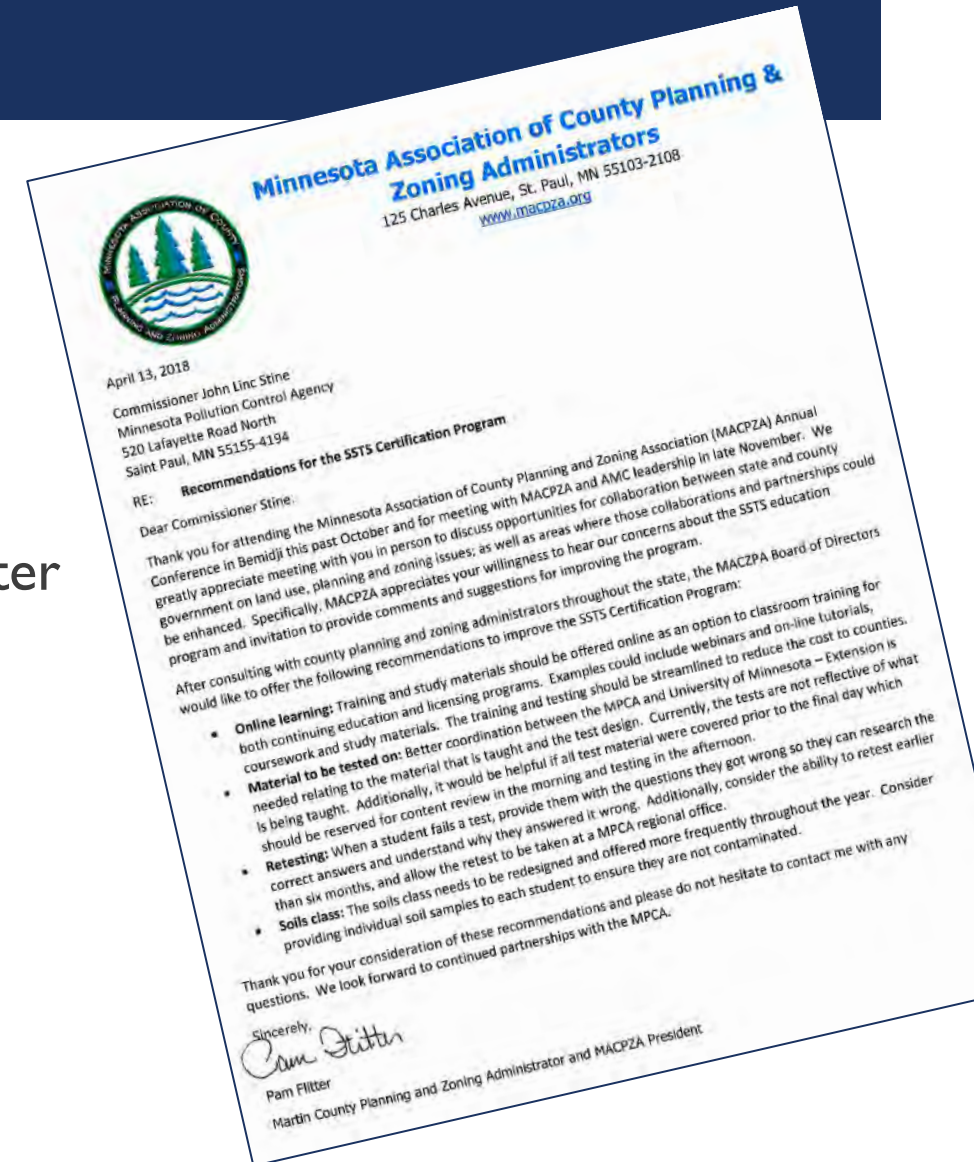 Minnesota Association of County Planning &
Zoning Administrators
125 Charles Avenue, St. Paul, MN 55103-2108
www.macpza.org
MINNESOTA ASSOCIATION OF COUNTY
PLANNING AND ZONING ADMINISTRATORS
April 13, 2018
Commissioner John Linc Stine
Minnesota Pollution Control Agency
520 Lafayette Road North
Saint Paul, MN 55155-4194
RE: Recommendations for the SSTS Certification Program
Dear Commissioner Stine.
Thank you for attending the Minnesota Association of County Planning and Zoning Association (MACPZA) Annual
Conference in Bemidji this past October and for meeting with MACPZA and AMC leadership in late November. We
greatly appreciate meeting with you in person to discuss opportunities for collaboration between state and county
government on land use, planning and zoning issues; as well as areas where those collaborations and partnerships could
be enhanced. Specifically, MACPZA appreciates your willingness to hear our concerns about the SSTS education
program and invitation to provide comments and suggestions for improving the program.
After consulting with county planning and zoning administrators throughout the state, the MACZPA Board of Directors
would like to offer the following recommendations to improve the SSTS Certification Program:
• Online learning: Training and study materials should be offered online as an option to classroom training for
both continuing education and licensing programs. Examples could include webinars and on-line tutorials,
coursework and study materials. The training and testing should be streamlined to reduce the cost to counties.
• Material to be tested on: Better coordination between the MPCA and University of Minnesota – Extension is
needed relating to the material that is taught and the test design. Currently, the tests are not reflective of what
is being taught. Additionally, it would be helpful if all test material were covered prior to the final day which
should be reserved for content review in the morning and testing in the afternoon.
• Retesting: When a student fails a test, provide them with the questions they got wrong so they can research the
correct answers and understand why they answered it wrong. Additionally, consider the ability to retest earlier
than six months, and allow the retest to be taken at a MPCA regional office.
• Soils class: The soils class needs to be redesigned and offered more frequently throughout the year. Consider
providing individual soil samples to each student to ensure they are not contaminated.
Thank you for your consideration of these recommendations and please do not hesitate to contact me with any
questions. We look forward to continued partnerships with the MPCA.
Sincerely,
Pam Flitter
Pam Flitter
Martin County Planning and Zoning Administrator and MACPZA President